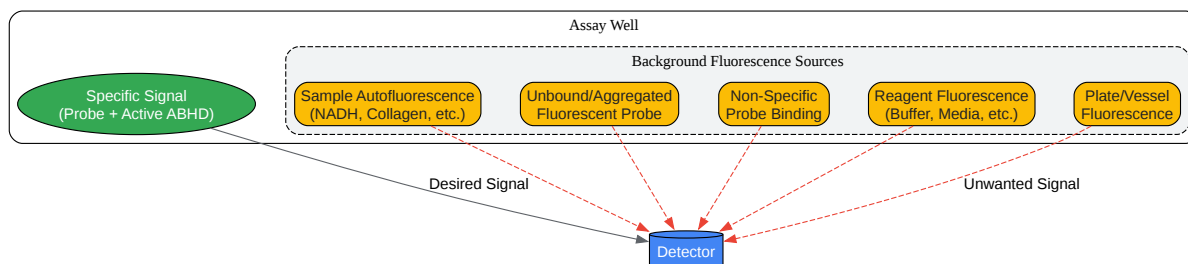 Assay Well
Background Fluorescence Sources
Specific Signal
(Probe + Active ABHD)
Sample Autofluorescence
(NADH, Collagen, etc.)
Unbound/Aggregated
Fluorescent Probe
Non-Specific
Probe Binding
Reagent Fluorescence
(Buffer, Media, etc.)
Plate/Vessel
Fluorescence
Desired Signal
Unwanted Signal
Detector